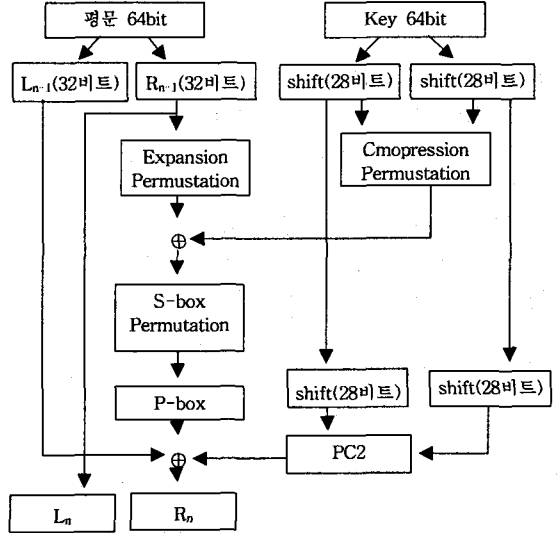 평문 64bit
Key 64bit
Lₙ₋₁(32비트)
Rₙ₋₁(32비트)
shift(28비트)
shift(28비트)
Expansion
Permustation
Cmopression
Permustation
⊕
S-box
Permutation
shift(28비트)
shift(28비트)
P-box
PC2
⊕
Lₙ
Rₙ